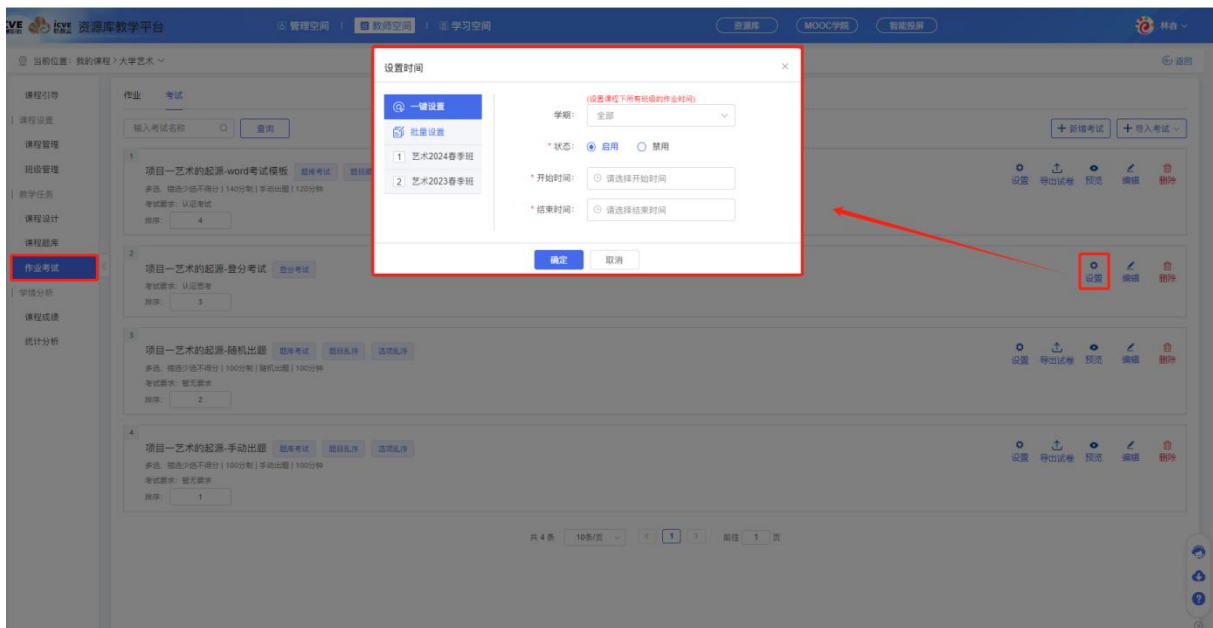 icve 资源库教学平台
管理空间 教师空间 学习空间
资源库 MOOC学院 智能投屏
当前位置：我的课程 > 大学艺术
返回
课程引导
课程设置
课程管理
班级管理
教学任务
课程设计
课程题库
作业考试
学情分析
课程成绩
统计分析
作业 考试
输入考试名称 查询
+ 新增考试 + 导入考试
设置时间 ×
一键设置
批量设置
1 艺术2024春季班
2 艺术2023春季班
(设置课程下所有班级的作业时间)
学期: 全部
* 状态: 启用 禁用
* 开始时间: 请选择开始时间
* 结束时间: 请选择结束时间
确定 取消
1
项目一艺术的起源-word考试模板 题库考试
多选、错选少选不得分 | 140分制 | 手动出题 | 120分钟
考试要求: 认证考试
排序: 4
设置 导出试卷 预览 编辑 删除
2
项目一艺术的起源-登分考试 登分考试
考试要求: 认证思考
排序: 3
设置 编辑 删除
3
项目一艺术的起源-随机出题 题库考试 题目乱序 选项乱序
多选、错选少选不得分 | 100分制 | 随机出题 | 100分钟
考试要求: 暂无要求
排序: 2
设置 导出试卷 预览 编辑 删除
4
项目一艺术的起源-手动出题 题库考试 题目乱序 选项乱序
多选、错选少选不得分 | 100分制 | 手动出题 | 100分钟
考试要求: 暂无要求
排序: 1
设置 导出试卷 预览 编辑 删除
共 4 条 10条/页 < 1 > 前往 1 页